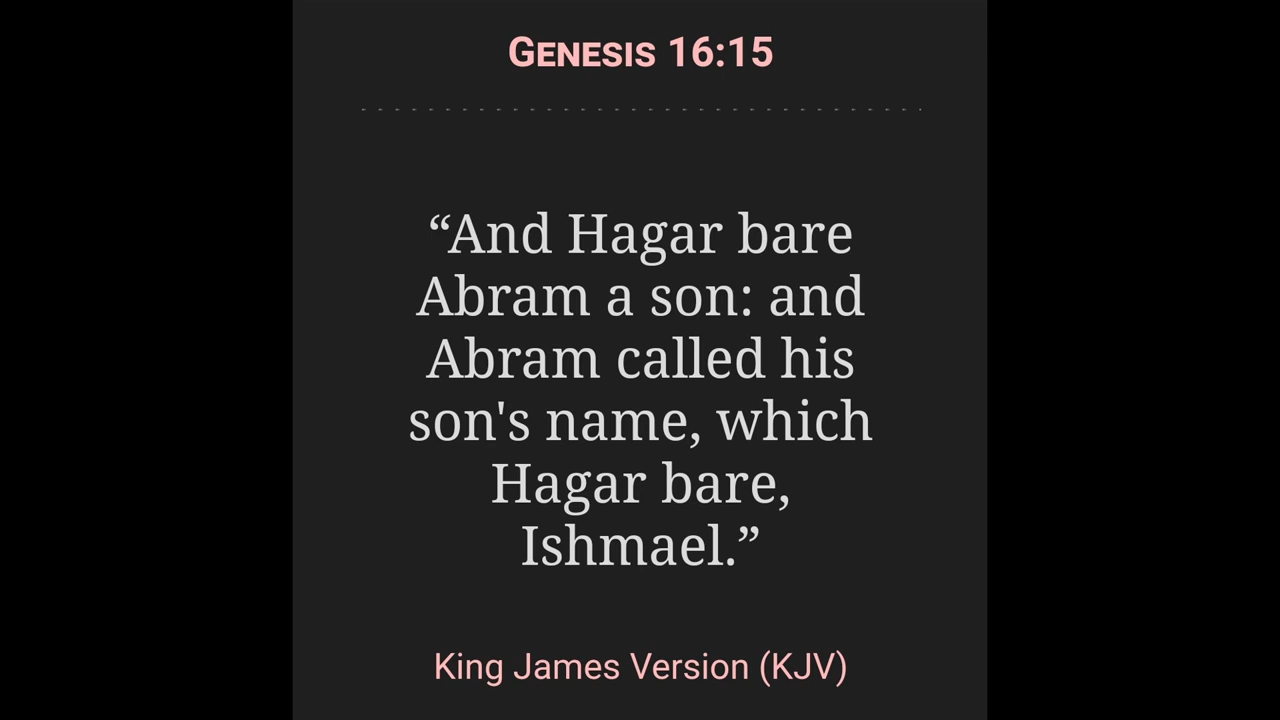 Genesis 16:15
“And Hagar bare
Abram a son: and
Abram called his
son's name, which
Hagar bare,
Ishmael.”
King James Version (KJV)